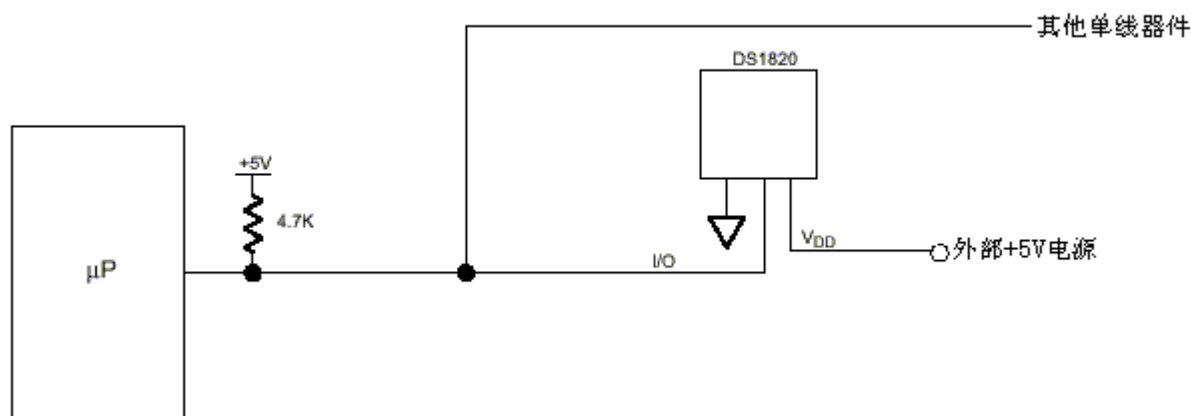 其他单线器件
DS1820
+5V
4.7K
μP
I/O
VDD
外部+5V电源